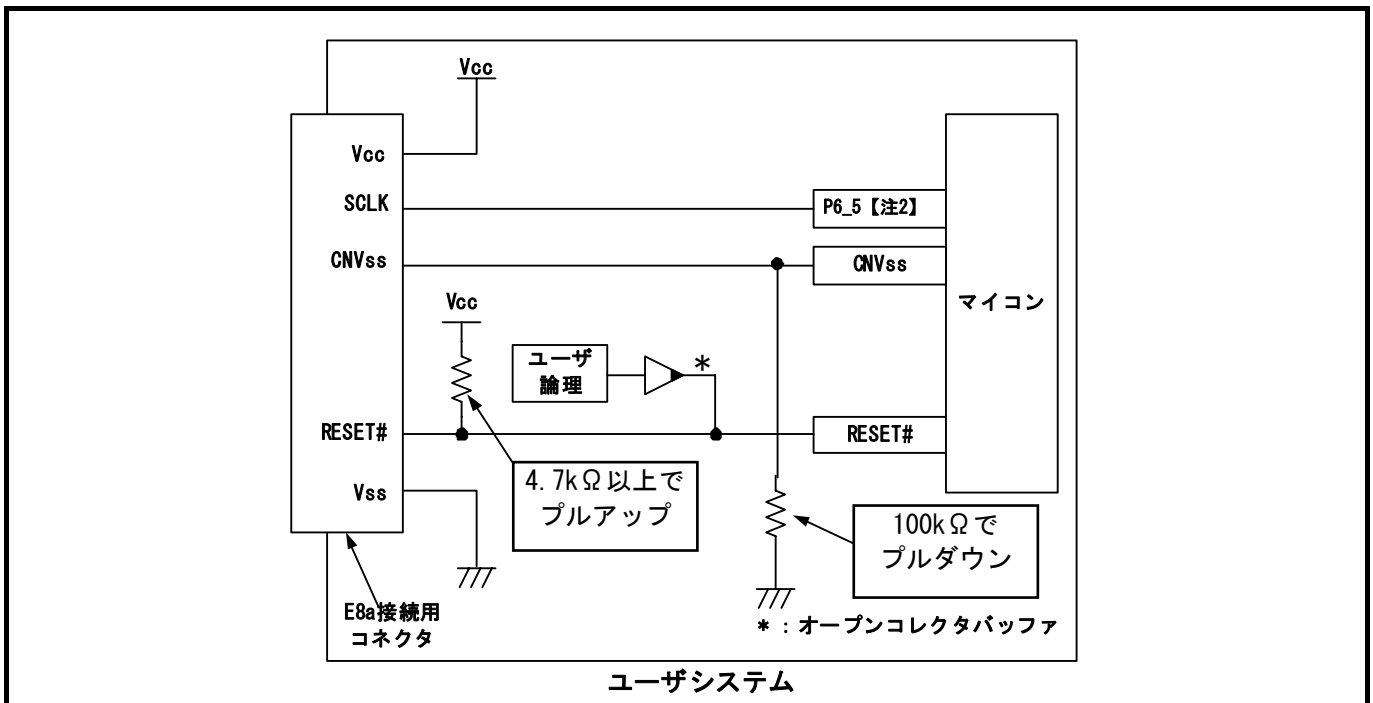 Vcc
Vcc
SCLK
P6_5【注2】
CNVss
CNVss
マイコン
Vcc
ユーザ
論理
*
RESET#
RESET#
4.7kΩ以上で
プルアップ
Vss
100kΩで
プルダウン
E8a接続用
コネクタ
*:オープンコレクタバッファ
ユーザシステム